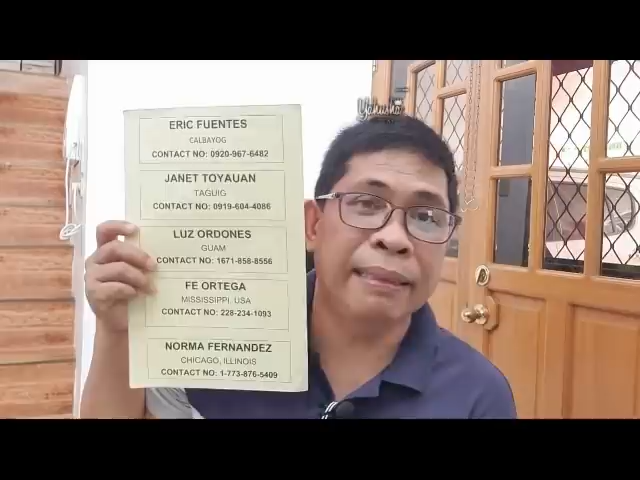 ERIC FUENTES
CALBAYOG
CONTACT NO: 0920-967-6482
JANET TOYAUAN
TAGUIG
CONTACT NO: 0919-604-4086
LUZ ORDONES
GUAM
CONTACT NO: 1671-858-8556
FE ORTEGA
MISSISSIPPI, USA
CONTACT NO: 228-234-1093
NORMA FERNANDEZ
CHICAGO, ILLINOIS
CONTACT NO: 1-773-876-5409